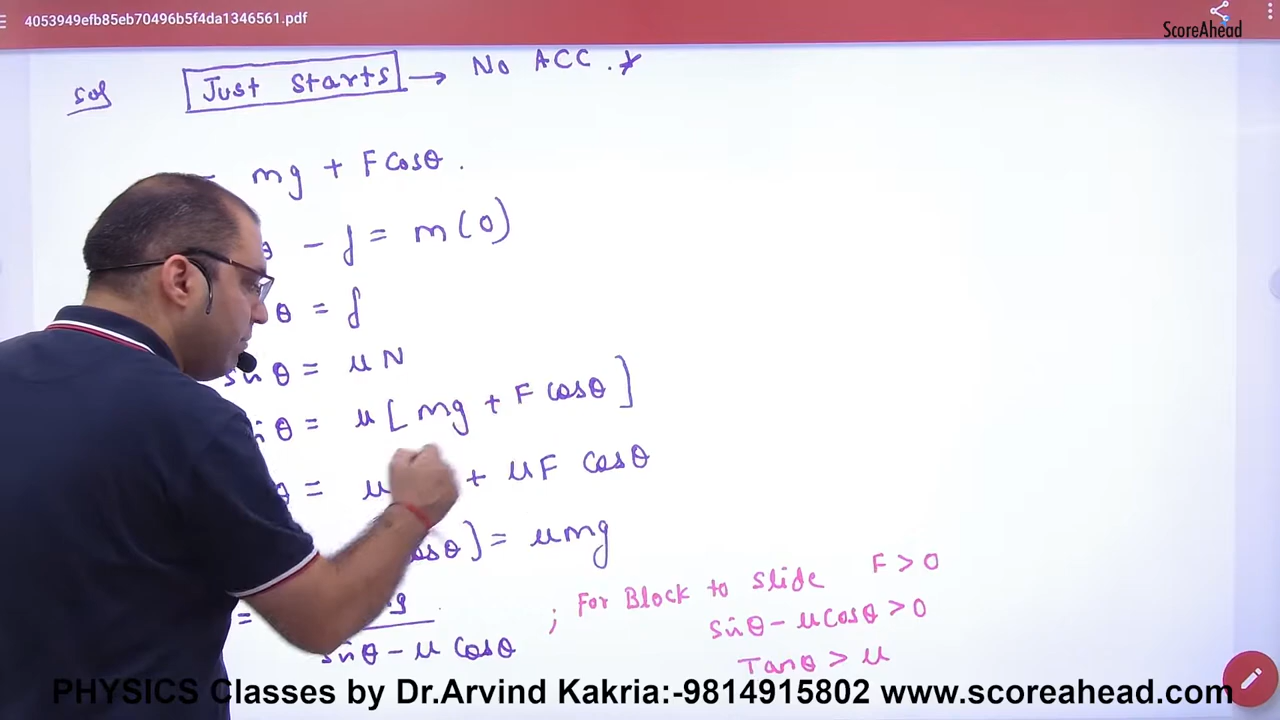 4053949efb85eb70496b5f4da1346561.pdf
ScoreAhead
Sol Just Starts → No ACC. *
mg + F Cosθ .
- f = m(0)
θ = f
Sin θ = μN
θ = μ[mg + F Cosθ]
θ = μ + μF Cosθ
Cosθ] = μmg
= Sinθ - μ Cosθ ; For Block to Slide F > 0
Sinθ - μCosθ > 0
Tanθ > μ
PHYSICS Classes by Dr.Arvind Kakria:-9814915802 www.scoreahead.com